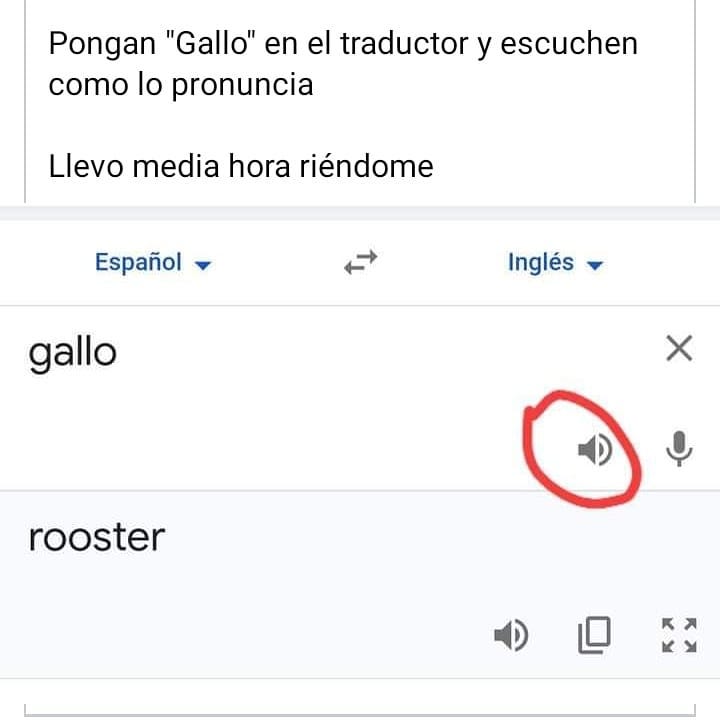 Pongan "Gallo" en el traductor y escuchen
como lo pronuncia
Llevo media hora riéndome
Español Inglés
gallo
rooster